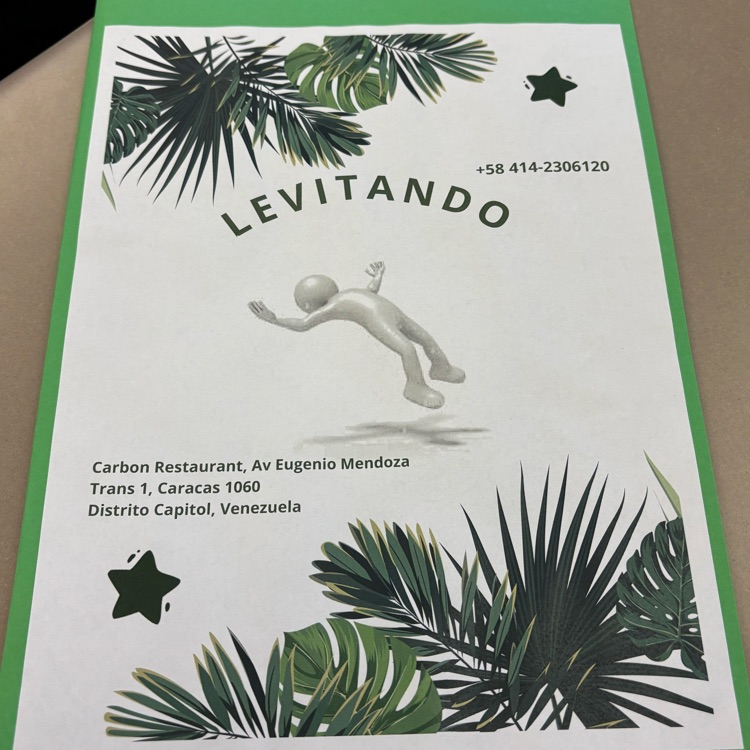 +58 414-2306120
LEVITANDO
Carbon Restaurant, Av Eugenio Mendoza
Trans 1, Caracas 1060
Distrito Capitol, Venezuela